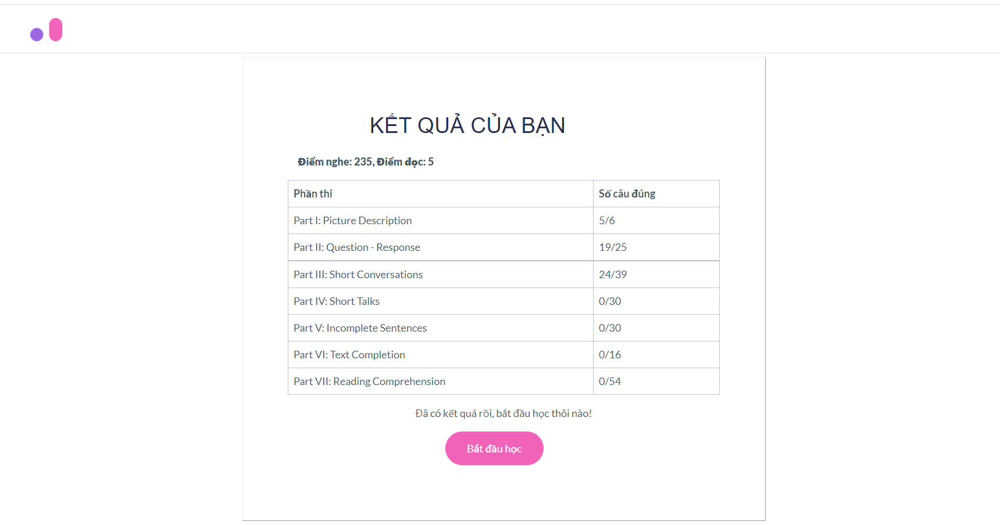 KẾT QUẢ CỦA BẠN
Điểm nghe: 235, Điểm đọc: 5
Phần thi Số câu đúng
Part I: Picture Description 5/6
Part II: Question - Response 19/25
Part III: Short Conversations 24/39
Part IV: Short Talks 0/30
Part V: Incomplete Sentences 0/30
Part VI: Text Completion 0/16
Part VII: Reading Comprehension 0/54
Đã có kết quả rồi, bắt đầu học thôi nào!
Bắt đầu học